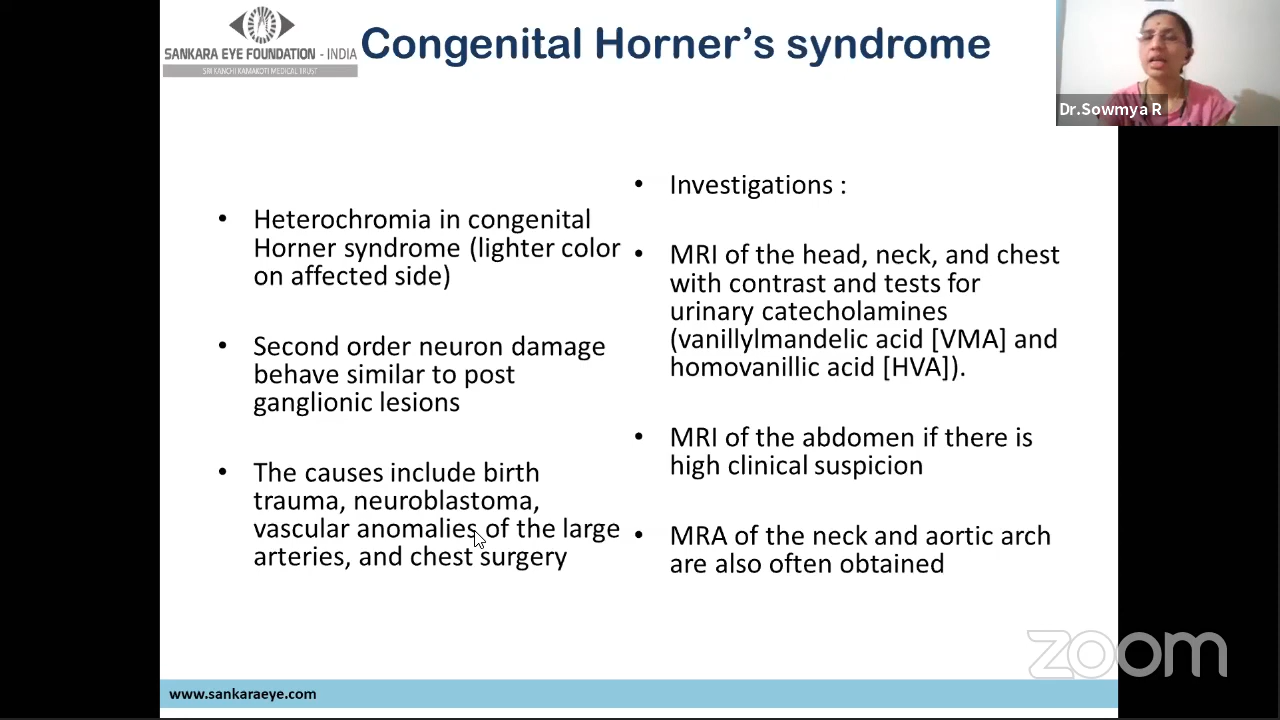 SANKARA EYE FOUNDATION - INDIA
SRI KANCHI KAMAKOTI MEDICAL TRUST
Congenital Horner's syndrome
Dr.Sowmya R
• Heterochromia in congenital
Horner syndrome (lighter color
on affected side)
• Second order neuron damage
behave similar to post
ganglionic lesions
• The causes include birth
trauma, neuroblastoma,
vascular anomalies of the large
arteries, and chest surgery
• Investigations :
• MRI of the head, neck, and chest
with contrast and tests for
urinary catecholamines
(vanillylmandelic acid [VMA] and
homovanillic acid [HVA]).
• MRI of the abdomen if there is
high clinical suspicion
• MRA of the neck and aortic arch
are also often obtained
zoom
www.sankaraeye.com